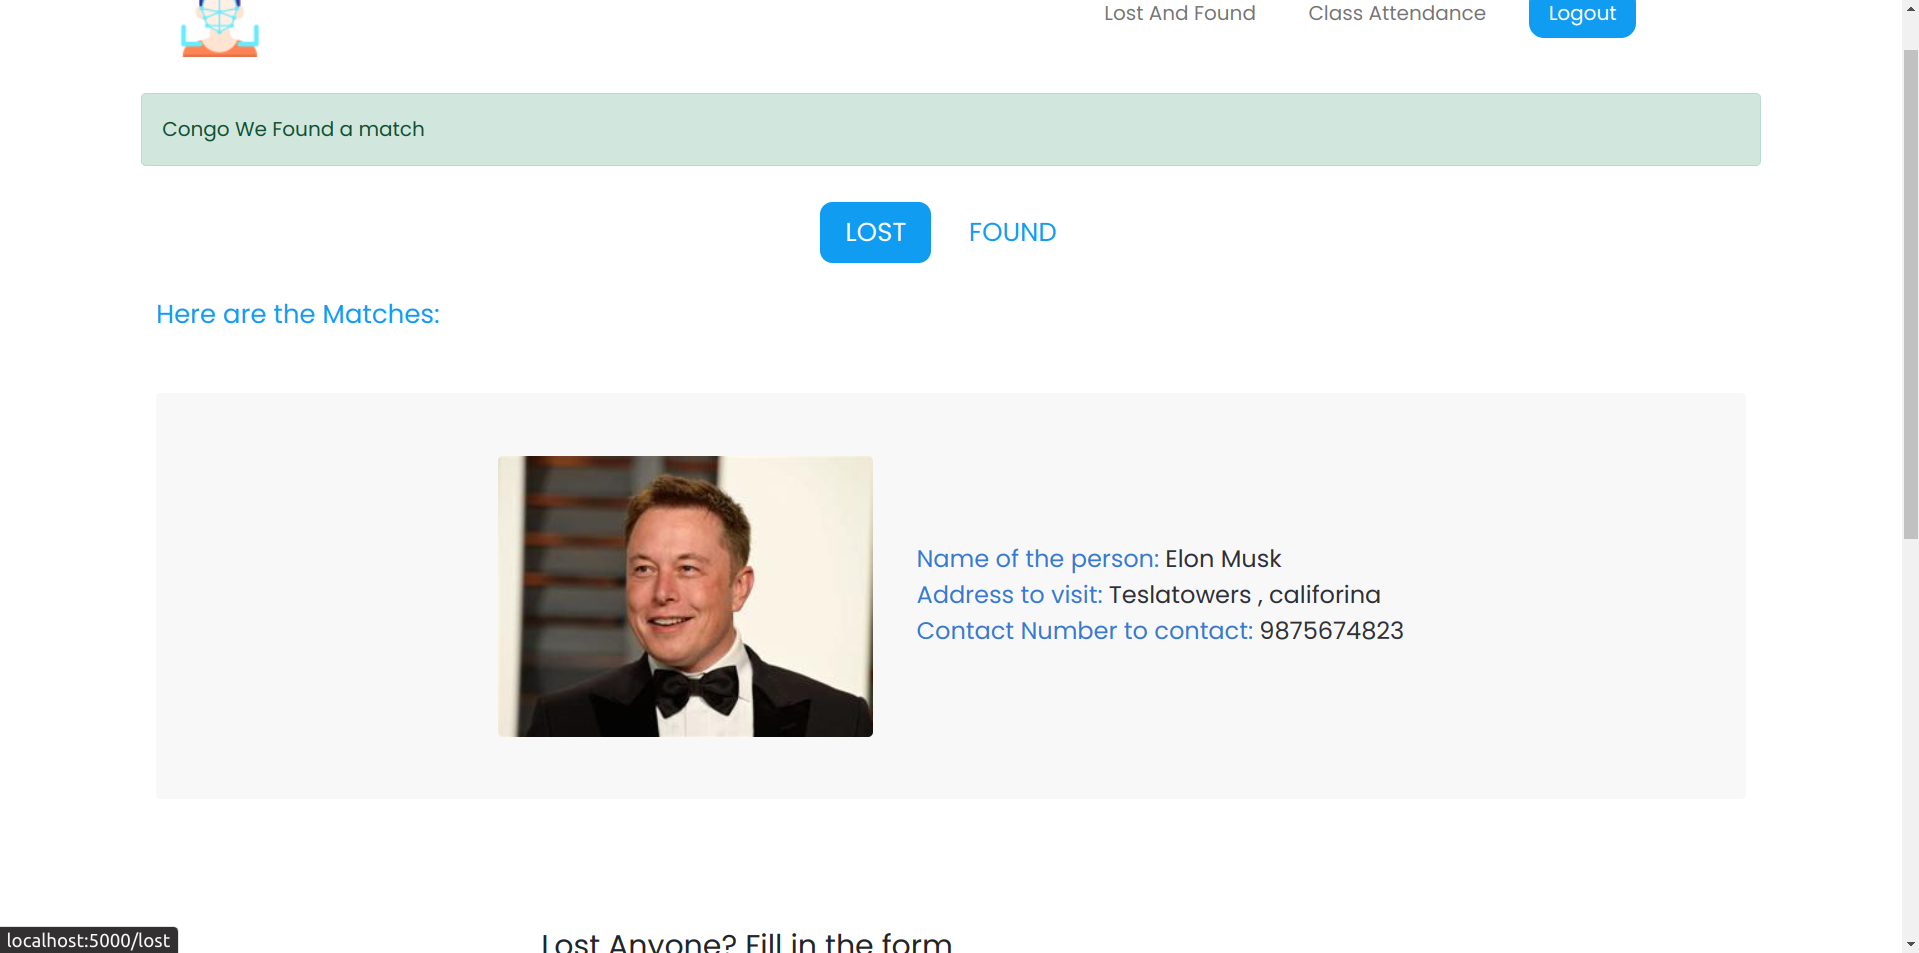 Lost And Found
Class Attendance
Logout
Congo We Found a match
LOST
FOUND
Here are the Matches:
Name of the person: Elon Musk
Address to visit: Teslatowers , califorina
Contact Number to contact: 9875674823
Lost Anyone? Fill in the form
localhost:5000/lost